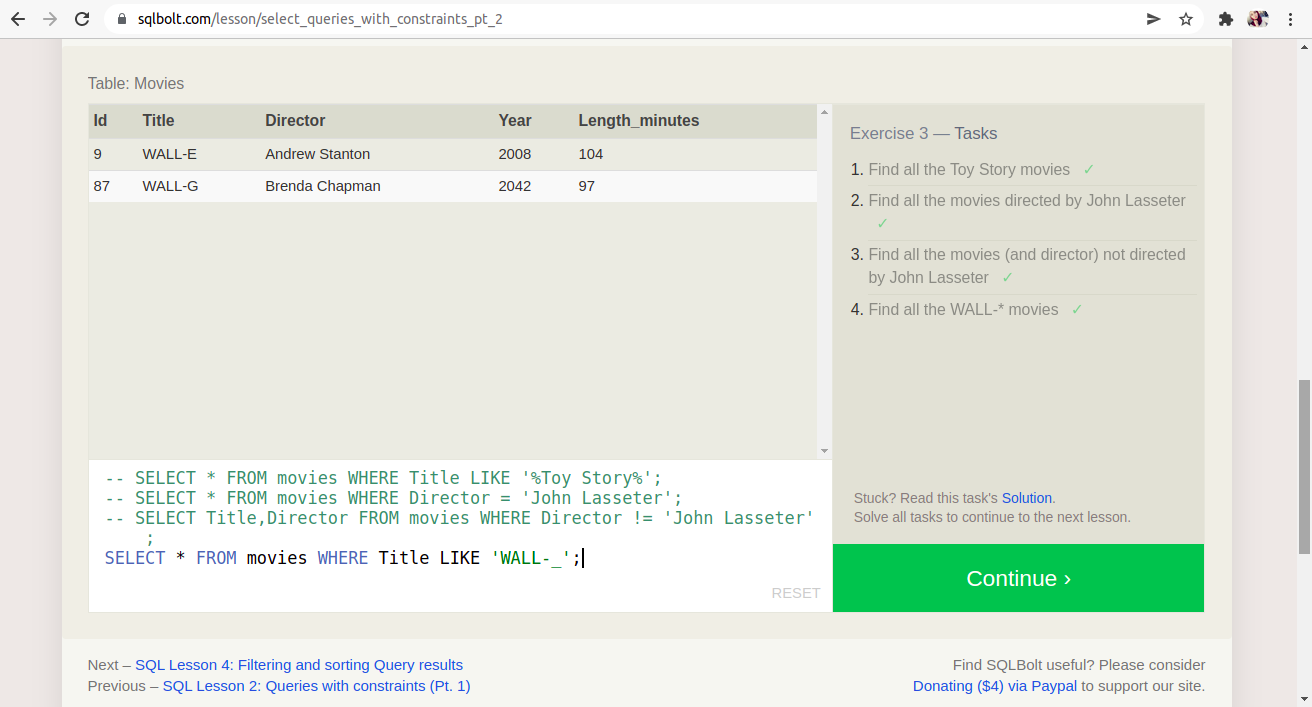 sqlbolt.com/lesson/select_queries_with_constraints_pt_2
Table: Movies
Id Title Director Year Length_minutes
9 WALL-E Andrew Stanton 2008 104
87 WALL-G Brenda Chapman 2042 97
-- SELECT * FROM movies WHERE Title LIKE '%Toy Story%';
-- SELECT * FROM movies WHERE Director = 'John Lasseter';
-- SELECT Title,Director FROM movies WHERE Director != 'John Lasseter'
;
SELECT * FROM movies WHERE Title LIKE 'WALL-_';
RESET
Exercise 3 — Tasks
1. Find all the Toy Story movies ✓
2. Find all the movies directed by John Lasseter
✓
3. Find all the movies (and director) not directed
by John Lasseter ✓
4. Find all the WALL-* movies ✓
Stuck? Read this task's Solution.
Solve all tasks to continue to the next lesson.
Continue ›
Next – SQL Lesson 4: Filtering and sorting Query results
Previous – SQL Lesson 2: Queries with constraints (Pt. 1)
Find SQLBolt useful? Please consider
Donating ($4) via Paypal to support our site.